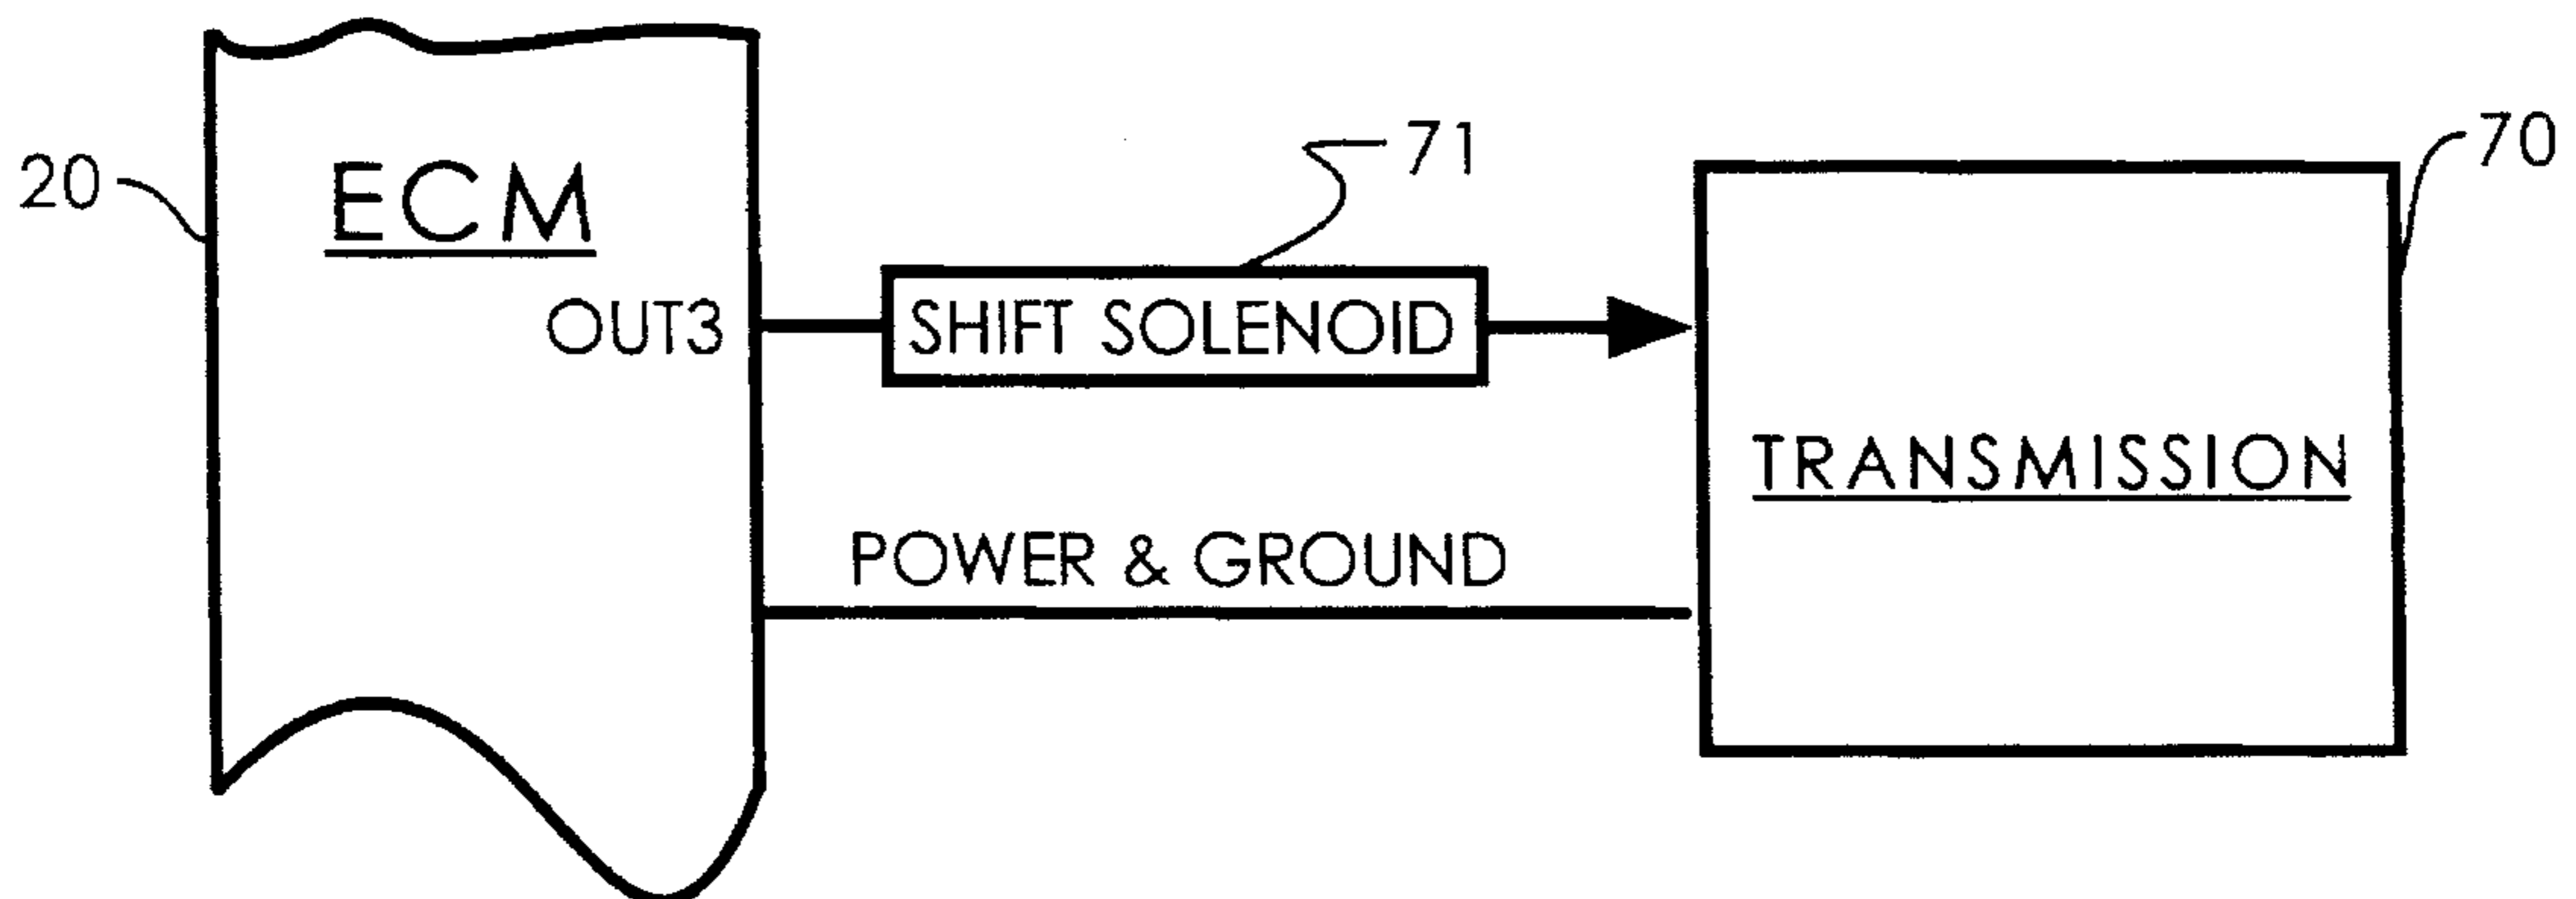 71
70
20
ECM
OUT3
SHIFT SOLENOID
TRANSMISSION
POWER & GROUND